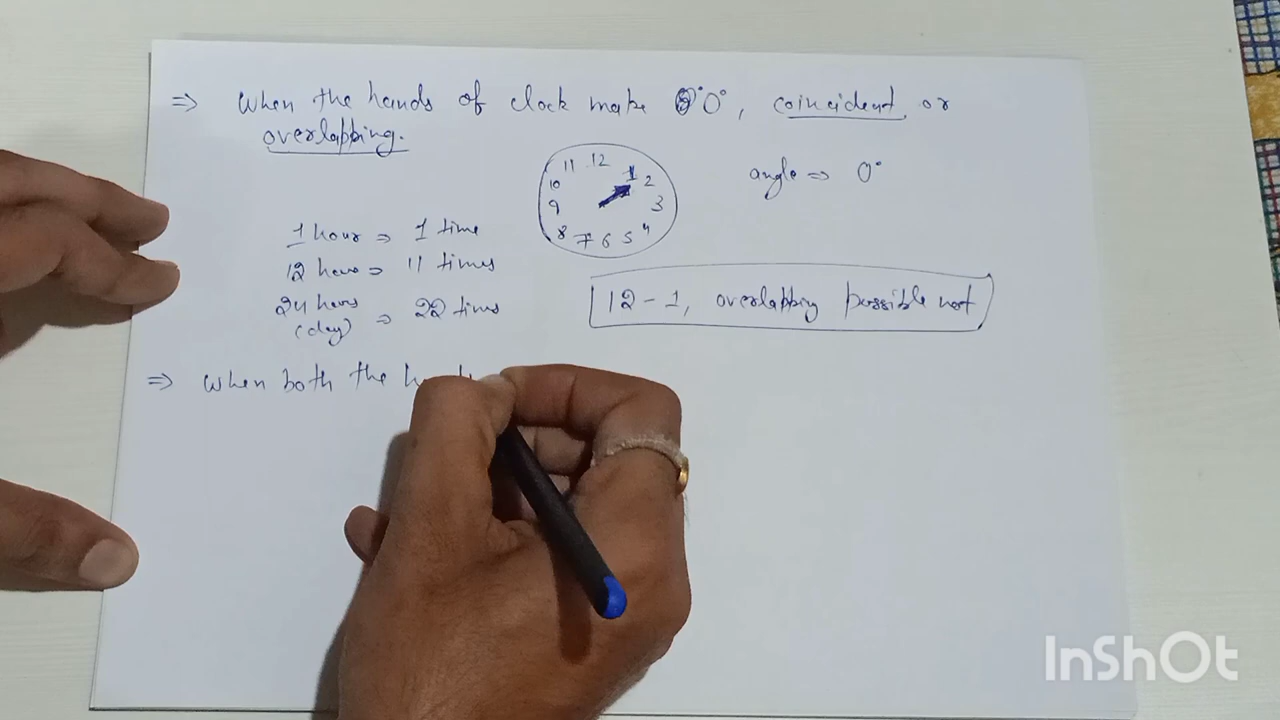 ⇒ When the hands of clock make 0°, coincident or
overlapping.
11 12 1
10 2
9 3
8 7 6 5 4
angle ⇒ 0°
1 hour ⇒ 1 time
12 hours ⇒ 11 times
24 hours ⇒ 22 times
(day)
12-1, overlapping possible not
⇒ When both the
InShOt